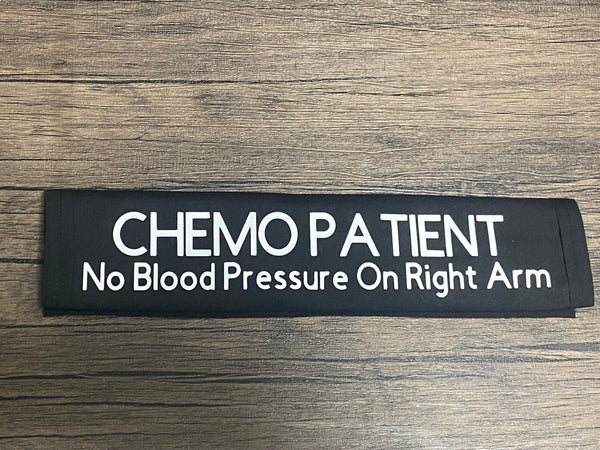 CHEMO PATIENT
No Blood Pressure On Right Arm